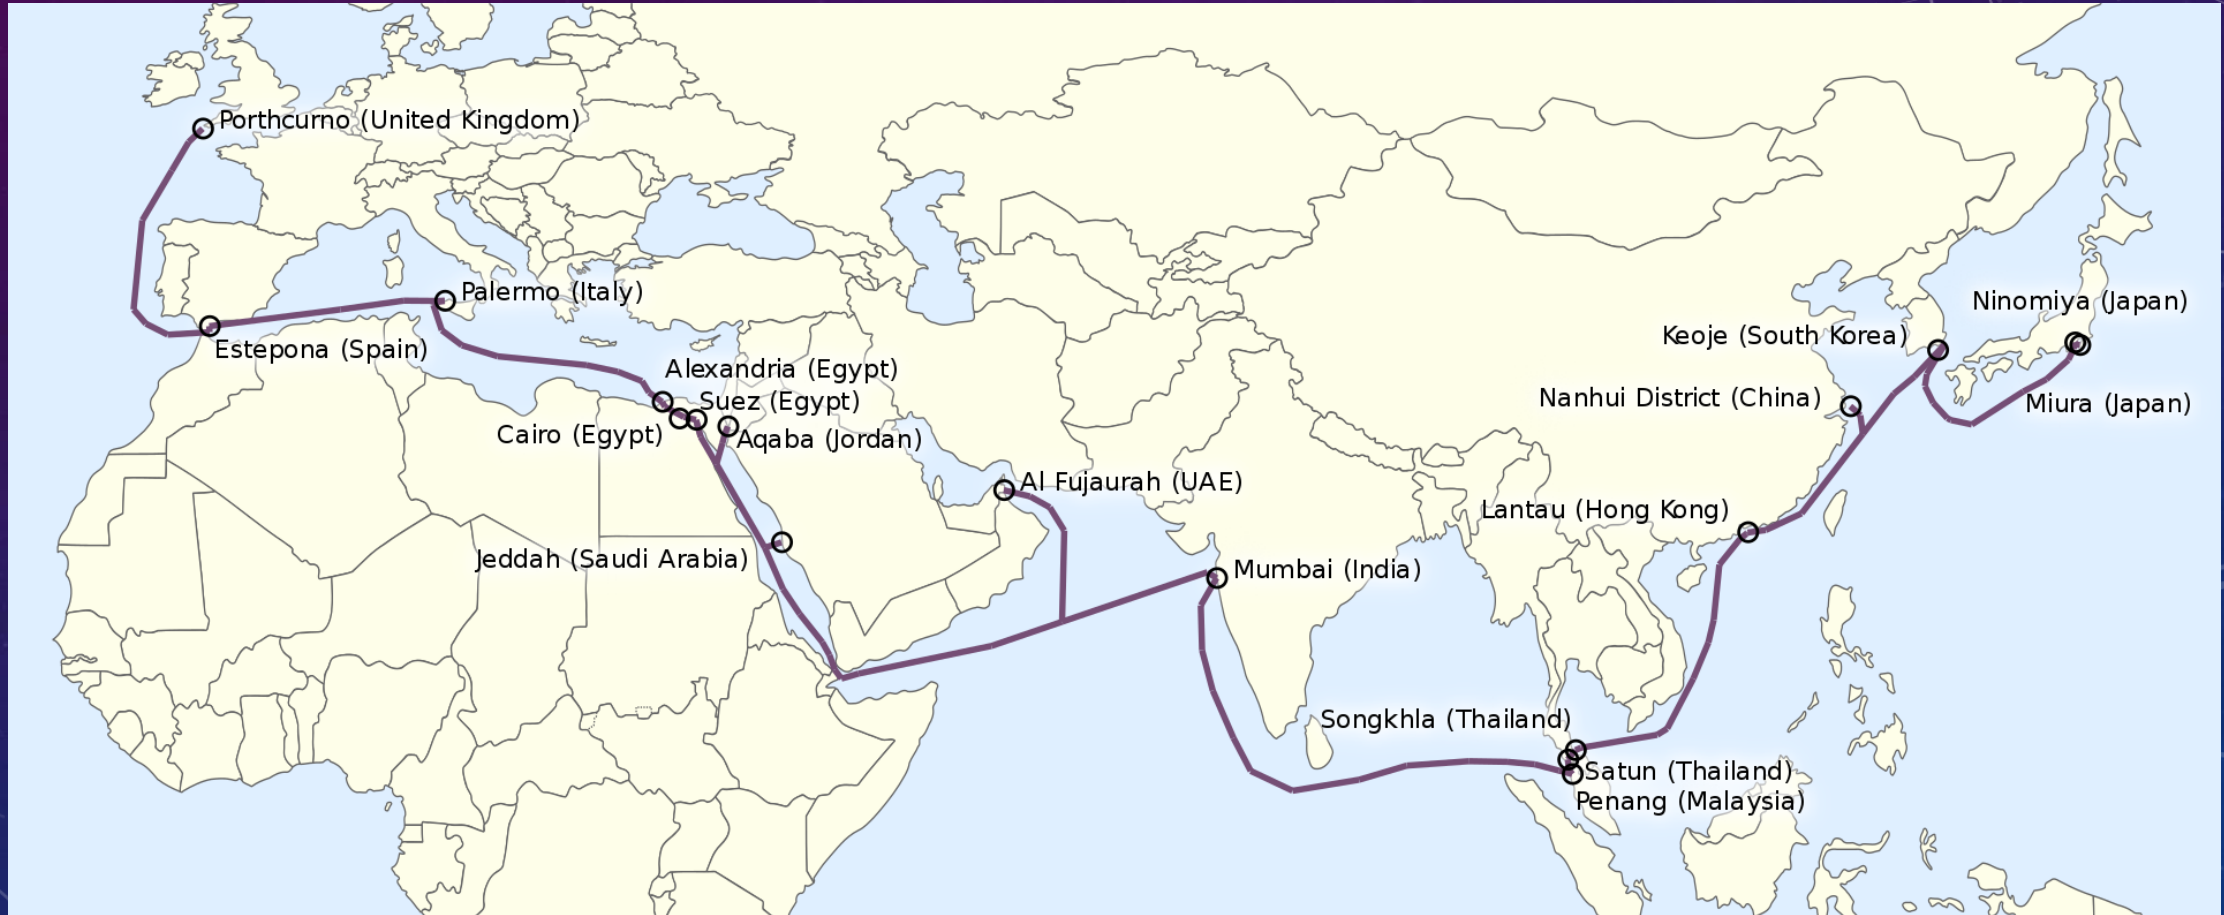 Porthcurno (United Kingdom)
Palermo (Italy)
Ninomiya (Japan)
Keoje (South Korea)
Estepona (Spain)
Alexandria (Egypt)
Nanhui District (China)
Suez (Egypt)
Miura (Japan)
Cairo (Egypt)
Aqaba (Jordan)
Al Fujaurah (UAE)
Lantau (Hong Kong)
Jeddah (Saudi Arabia)
Mumbai (India)
Songkhla (Thailand)
Satun (Thailand)
Penang (Malaysia)